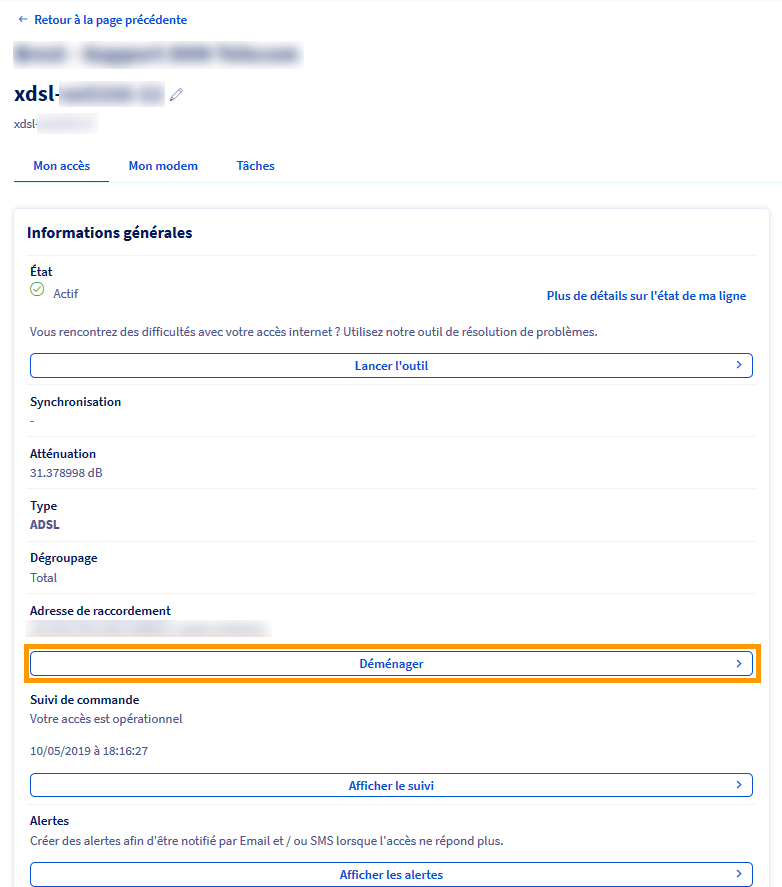 ← Retour à la page précédente
xdsl-
xdsl-
Mon accès Mon modem Tâches
Informations générales
État
Actif
Plus de détails sur l'état de ma ligne
Vous rencontrez des difficultés avec votre accès internet ? Utilisez notre outil de résolution de problèmes.
Lancer l'outil
Synchronisation
-
Atténuation
31.378998 dB
Type
ADSL
Dégroupage
Total
Adresse de raccordement
Déménager
Suivi de commande
Votre accès est opérationnel
10/05/2019 à 18:16:27
Afficher le suivi
Alertes
Créer des alertes afin d'être notifié par Email et / ou SMS lorsque l'accès ne répond plus.
Afficher les alertes